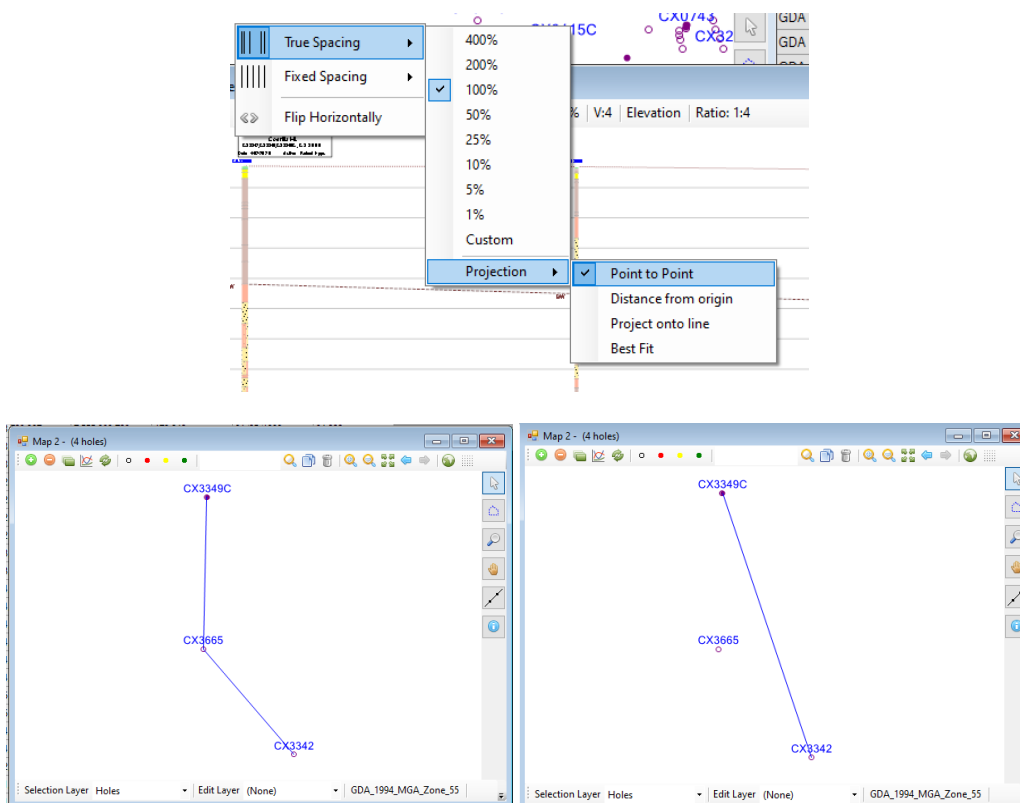 CX0743
GDA
15C
CX32
GDA
True Spacing
Fixed Spacing
Flip Horizontally
400%
200%
100%
50%
25%
10%
5%
1%
Custom
Projection
Point to Point
Distance from origin
Project onto line
Best Fit
% V:4 Elevation Ratio: 1:4
Map 2 - (4 holes)
CX3349C
CX3665
CX3342
Selection Layer Holes Edit Layer (None) GDA_1994_MGA_Zone_55
Map 2 - (4 holes)
CX3349C
CX3665
CX3342
Selection Layer Holes Edit Layer (None) GDA_1994_MGA_Zone_55